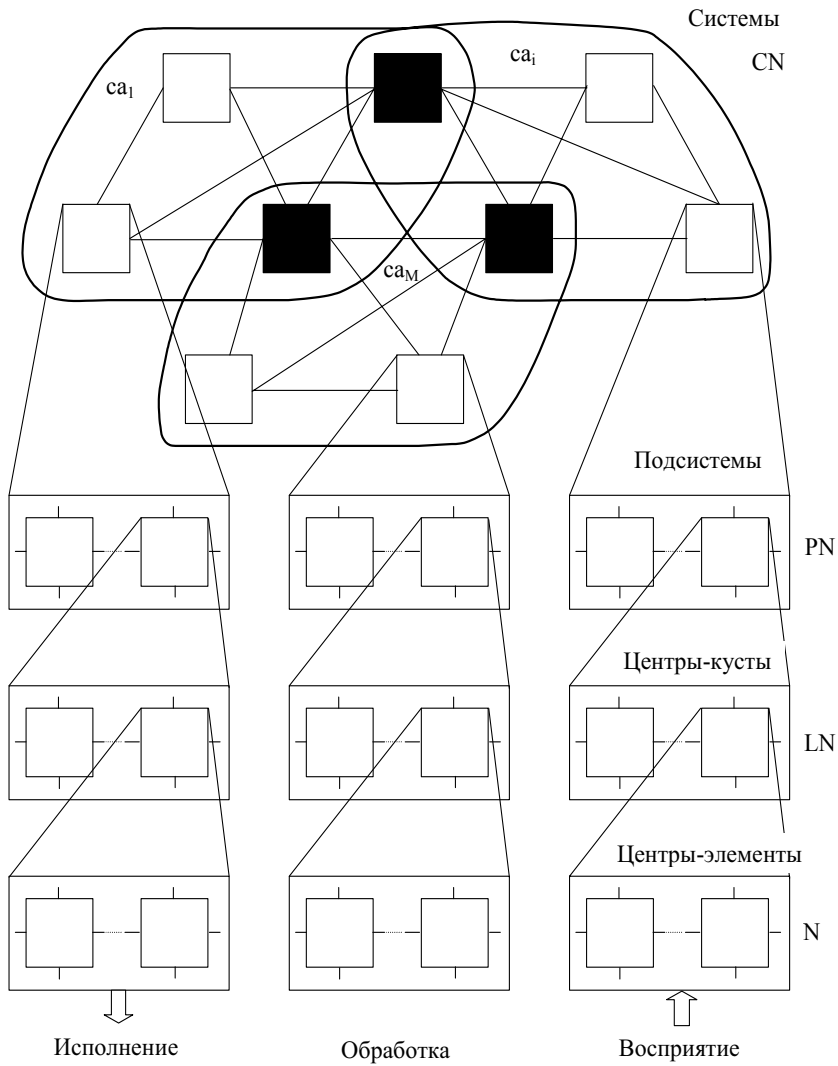 Системы
CN
ca1
cai
caM
Подсистемы
PN
Центры-кусты
LN
Центры-элементы
N
Исполнение
Обработка
Восприятие